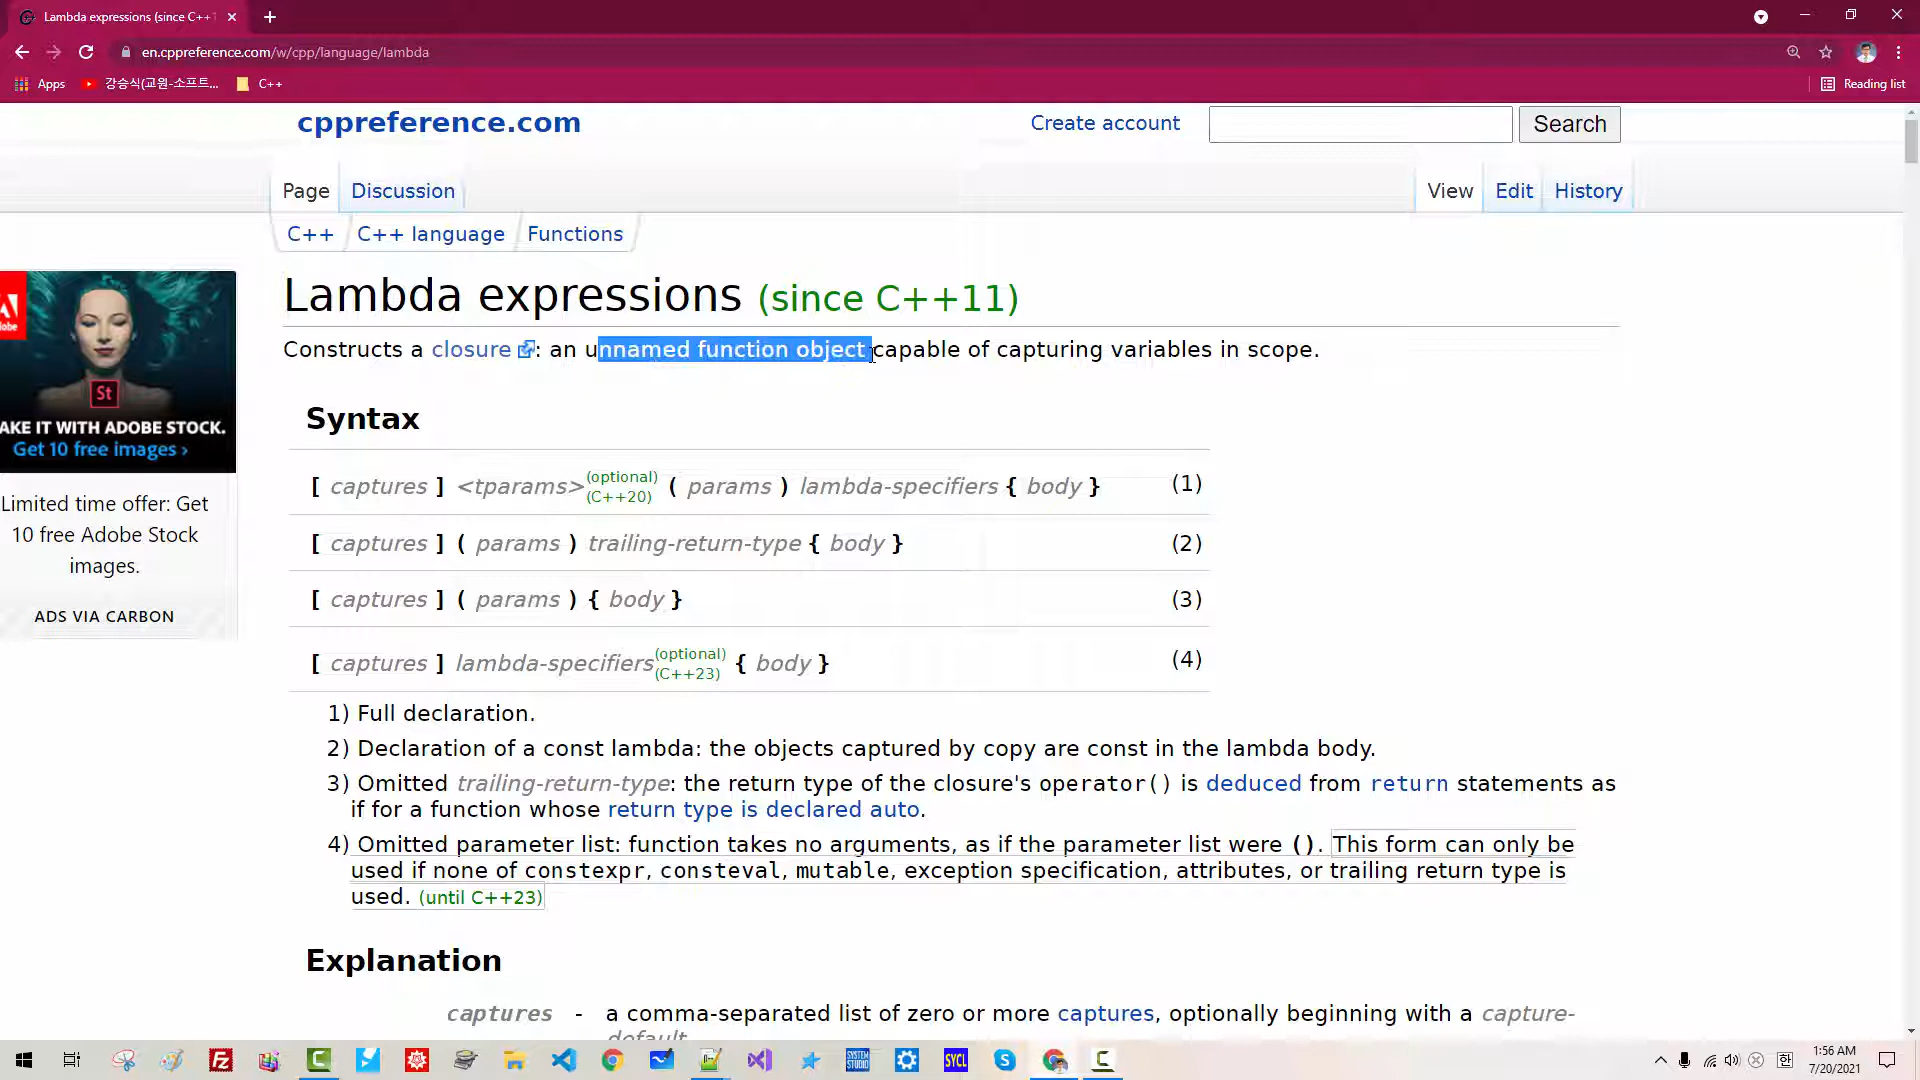 Lambda expressions (since C++1
en.cppreference.com/w/cpp/language/lambda
Apps
강승식(교원-소프트...
C++
Reading list
cppreference.com
Create account
Search
Page
Discussion
View
Edit
History
C++
C++ language
Functions
Lambda expressions (since C++11)
Constructs a closure: an unnamed function object capable of capturing variables in scope.
Syntax
[ captures ] <tparams>(optional)(C++20) ( params ) lambda-specifiers { body } (1)
[ captures ] ( params ) trailing-return-type { body } (2)
[ captures ] ( params ) { body } (3)
[ captures ] lambda-specifiers(optional)(C++23) { body } (4)
1) Full declaration.
2) Declaration of a const lambda: the objects captured by copy are const in the lambda body.
3) Omitted trailing-return-type: the return type of the closure's operator() is deduced from return statements as
if for a function whose return type is declared auto.
4) Omitted parameter list: function takes no arguments, as if the parameter list were (). This form can only be
used if none of constexpr, consteval, mutable, exception specification, attributes, or trailing return type is
used. (until C++23)
Explanation
captures - a comma-separated list of zero or more captures, optionally beginning with a capture-
default
Adobe
St
AKE IT WITH ADOBE STOCK.
Get 10 free images ›
Limited time offer: Get
10 free Adobe Stock
images.
ADS VIA CARBON
SYSTEM
STUDIO
SYCL
한
1:56 AM
7/20/2021